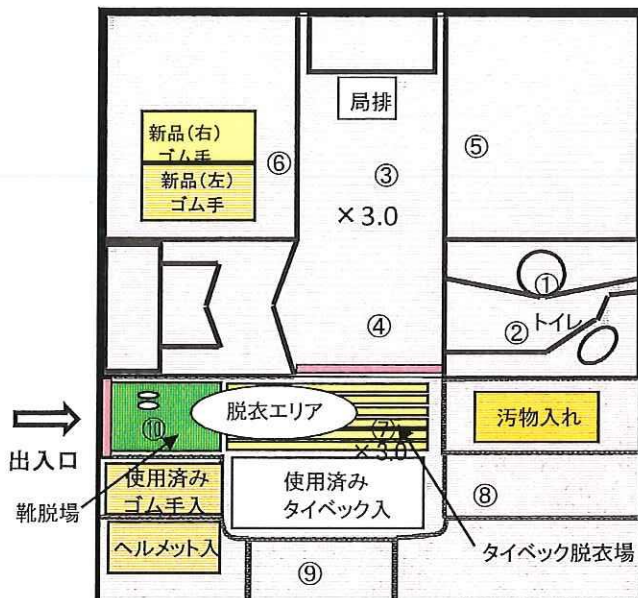 局排
新品(右)
ゴム手
新品(左)
ゴム手
⑥
③
⑤
×3.0
①
④
②
トイレ
脱衣エリア
⑩
⑦
×3.0
汚物入れ
出入口
靴脱場
使用済み
ゴム手入
使用済み
タイベック入
⑧
ヘルメット入
⑨
タイベック脱衣場